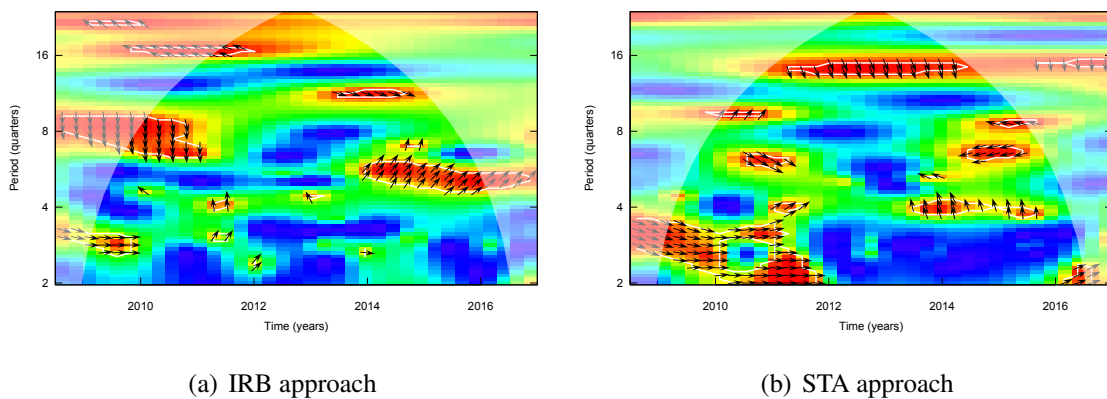 16
8
4
2
Period (quarters)
2010 2012 2014 2016
Time (years)
(a) IRB approach
16
8
4
2
Period (quarters)
2010 2012 2014 2016
Time (years)
(b) STA approach